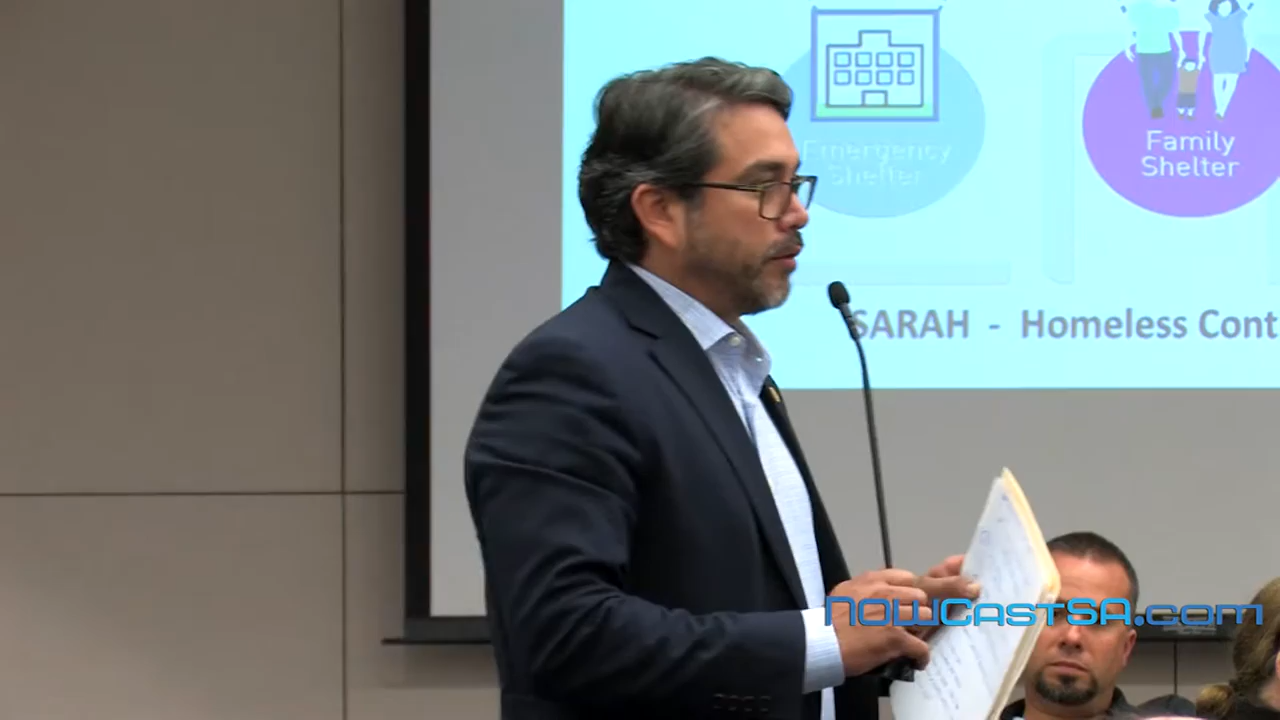 Emergency
Shelter
Family
Shelter
SARAH - Homeless Cont
NOWCASTSA.com